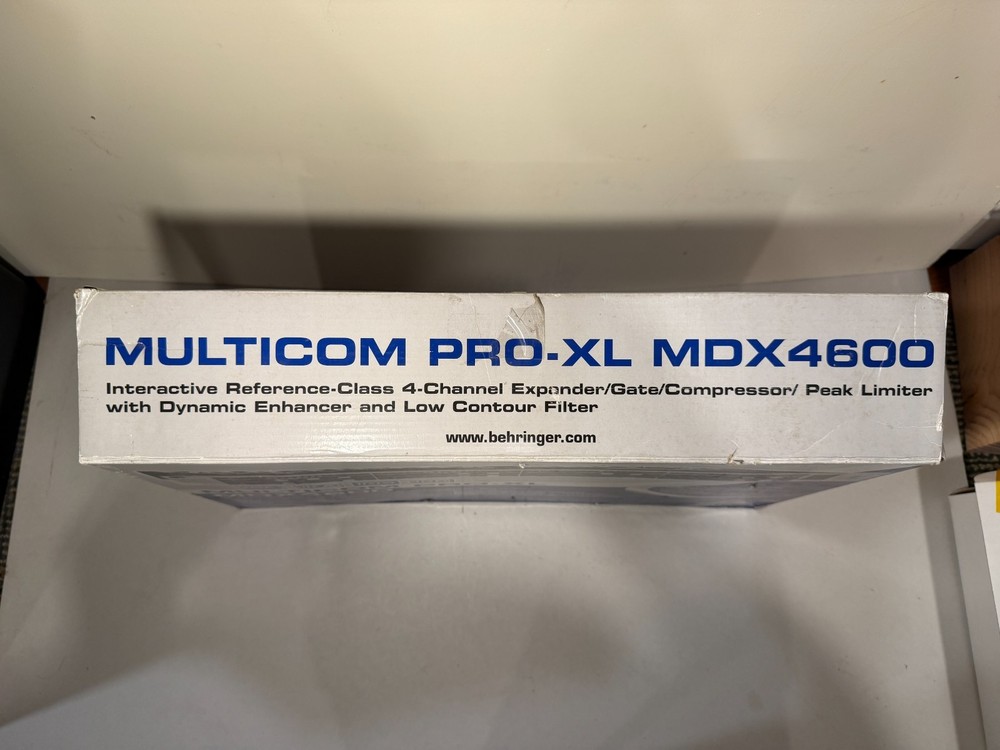 MULTICOM PRO-XL MDX4600
Interactive Reference-Class 4-Channel Expander/Gate/Compressor/ Peak Limiter
with Dynamic Enhancer and Low Contour Filter
www.behringer.com